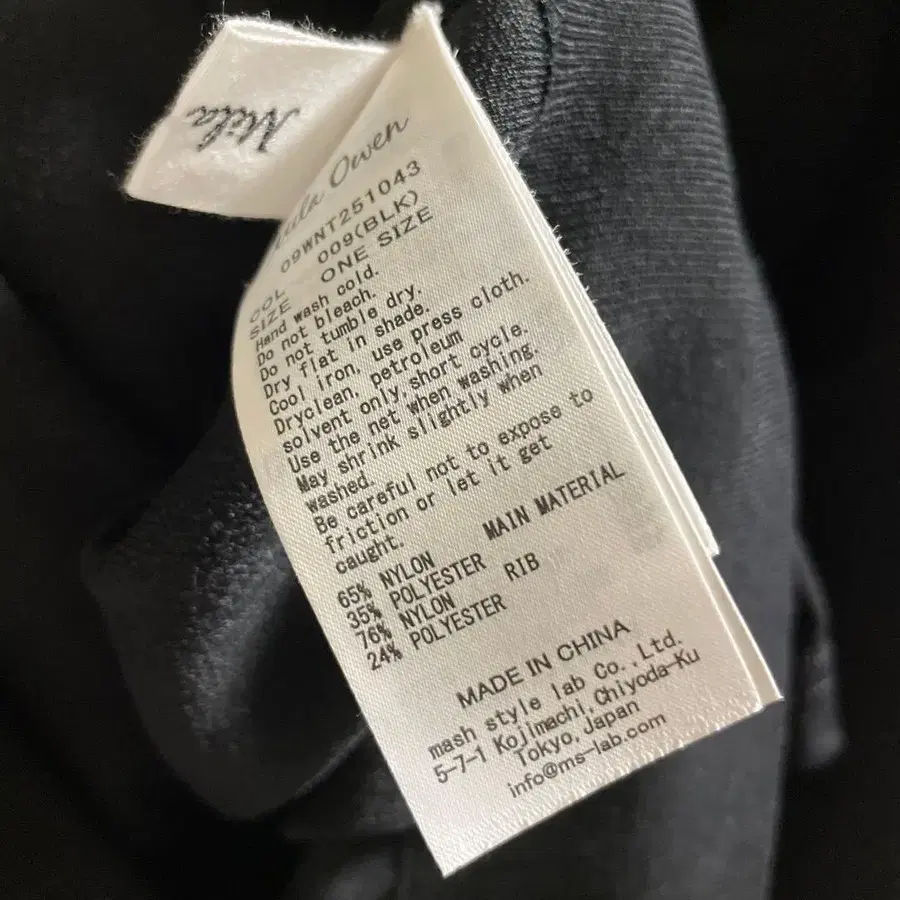 Mila
Mila Owen
09WNT251043
COL 009(BLK)
SIZE ONE SIZE
Hand wash cold.
Do not bleach.
Do not tumble dry.
Dry flat in shade.
Cool iron, use press cloth.
Dryclean, petroleum
solvent only, short cycle.
Use the net when washing.
May shrink slightly when
washed.
Be careful not to expose to
friction or let it get
caught.
65% NYLON MAIN MATERIAL
35% POLYESTER
76% NYLON RIB
24% POLYESTER
MADE IN CHINA
mash style lab Co.,Ltd.
5-7-1 Kojimachi, Chiyoda-Ku
Tokyo, Japan
info@ms-lab.com